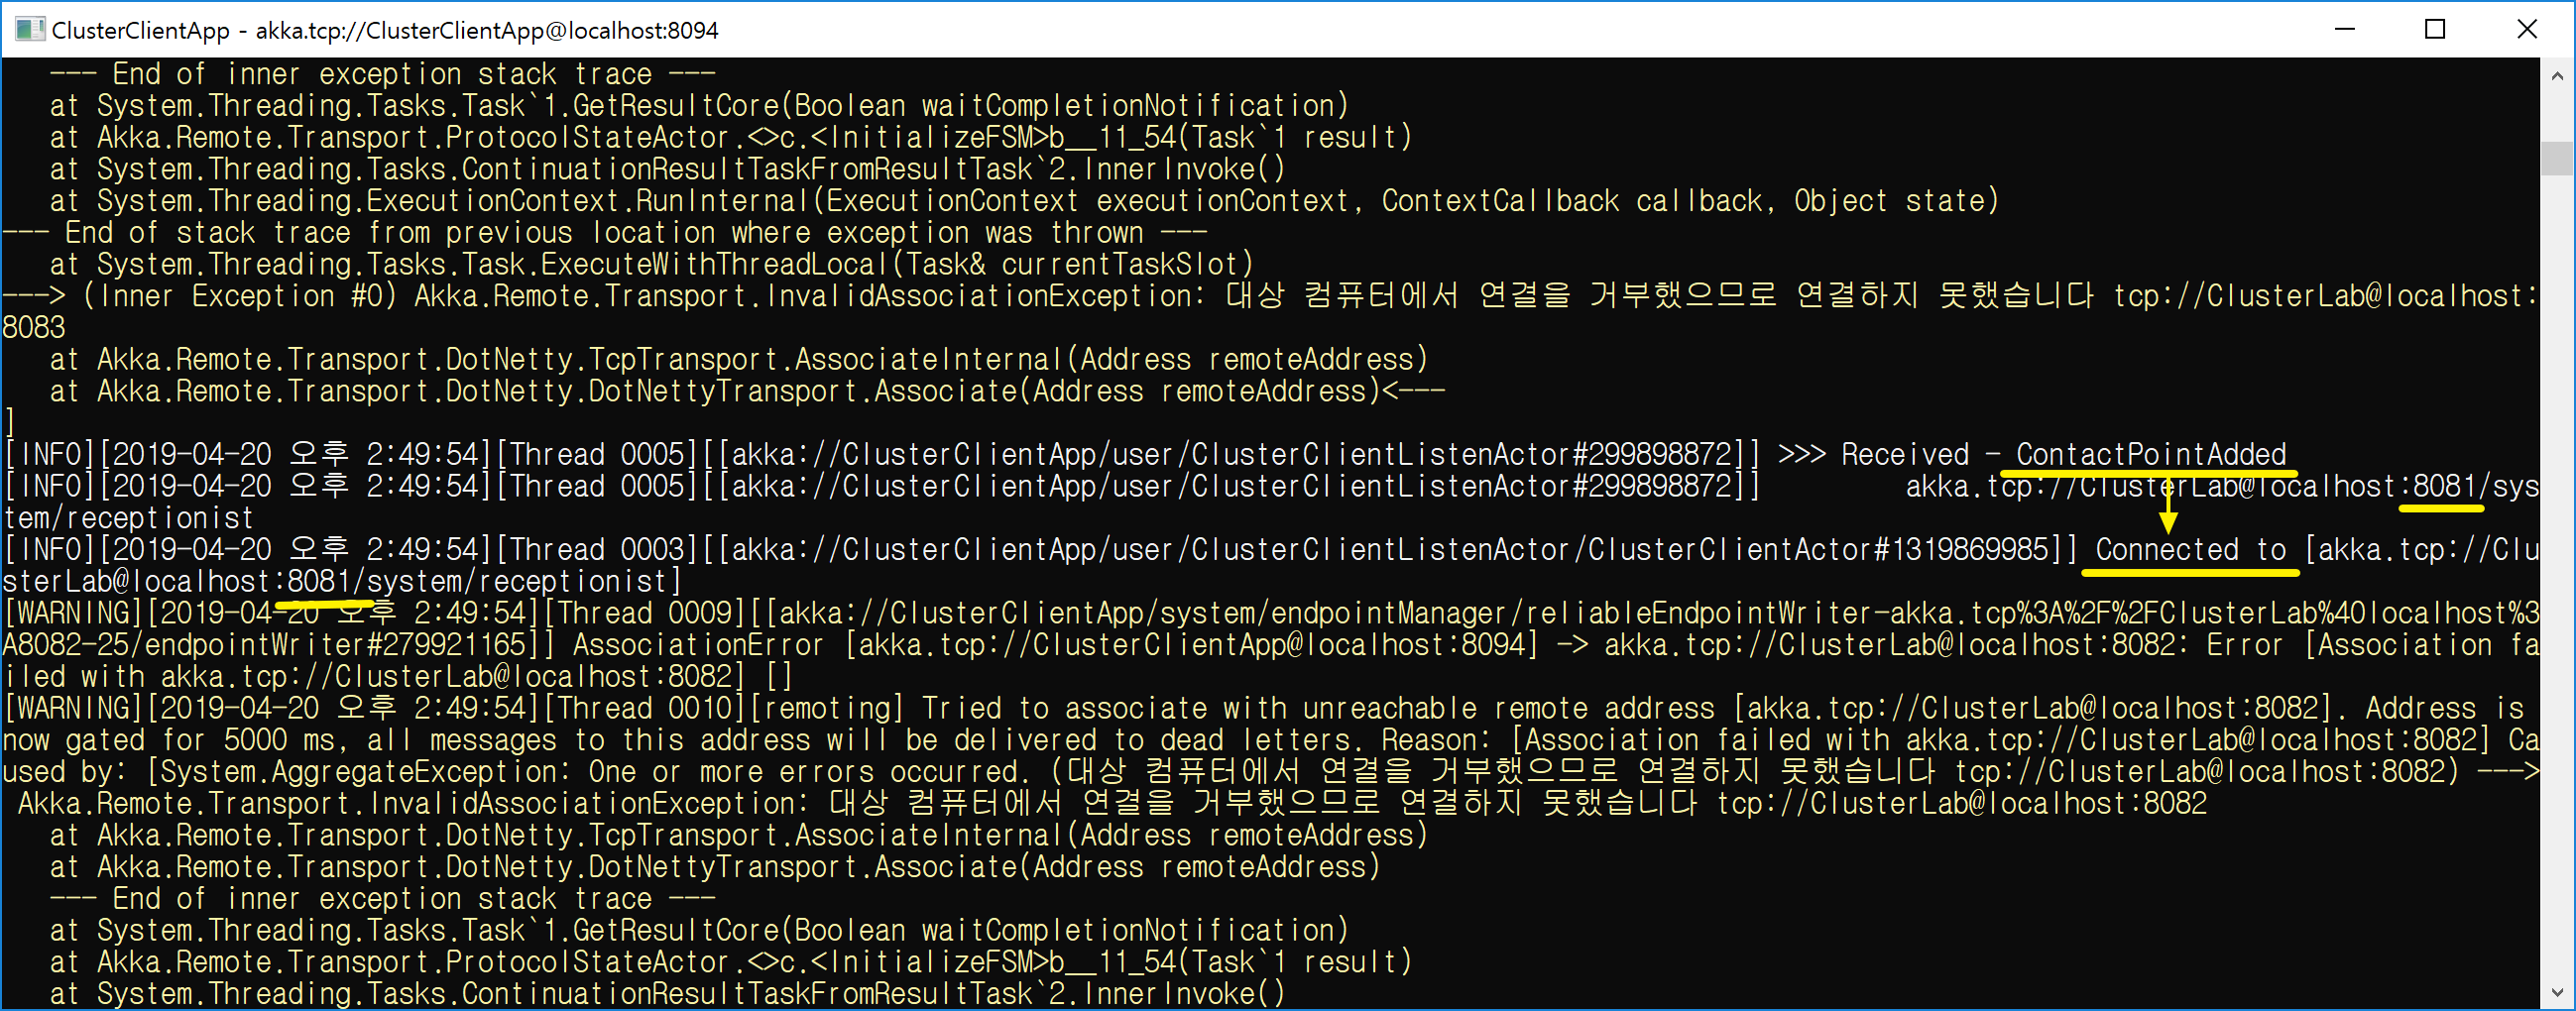 ClusterClientApp - akka.tcp://ClusterClientApp@localhost:8094
--- End of inner exception stack trace ---
at System.Threading.Tasks.Task`1.GetResultCore(Boolean waitCompletionNotification)
at Akka.Remote.Transport.ProtocolStateActor.<>c.<InitializeFSM>b__11_54(Task`1 result)
at System.Threading.Tasks.ContinuationResultTaskFromResultTask`2.InnerInvoke()
at System.Threading.ExecutionContext.RunInternal(ExecutionContext executionContext, ContextCallback callback, Object state)
--- End of stack trace from previous location where exception was thrown ---
at System.Threading.Tasks.Task.ExecuteWithThreadLocal(Task& currentTaskSlot)
---> (Inner Exception #0) Akka.Remote.Transport.InvalidAssociationException: 대상 컴퓨터에서 연결을 거부했으므로 연결하지 못했습니다 tcp://ClusterLab@localhost:
8083
at Akka.Remote.Transport.DotNetty.TcpTransport.AssociateInternal(Address remoteAddress)
at Akka.Remote.Transport.DotNetty.DotNettyTransport.Associate(Address remoteAddress)<---
]
[INFO][2019-04-20 오후 2:49:54][Thread 0005][[akka://ClusterClientApp/user/ClusterClientListenActor#299898872]] >>> Received - ContactPointAdded
[INFO][2019-04-20 오후 2:49:54][Thread 0005][[akka://ClusterClientApp/user/ClusterClientListenActor#299898872]] akka.tcp://ClusterLab@localhost:8081/sys
tem/receptionist
[INFO][2019-04-20 오후 2:49:54][Thread 0003][[akka://ClusterClientApp/user/ClusterClientListenActor/ClusterClientActor#1319869985]] Connected to [akka.tcp://Clu
sterLab@localhost:8081/system/receptionist]
[WARNING][2019-04-20 오후 2:49:54][Thread 0009][[akka://ClusterClientApp/system/endpointManager/reliableEndpointWriter-akka.tcp%3A%2F%2FClusterLab%40localhost%3
A8082-25/endpointWriter#279921165]] AssociationError [akka.tcp://ClusterClientApp@localhost:8094] -> akka.tcp://ClusterLab@localhost:8082: Error [Association fa
iled with akka.tcp://ClusterLab@localhost:8082] []
[WARNING][2019-04-20 오후 2:49:54][Thread 0010][remoting] Tried to associate with unreachable remote address [akka.tcp://ClusterLab@localhost:8082]. Address is
now gated for 5000 ms, all messages to this address will be delivered to dead letters. Reason: [Association failed with akka.tcp://ClusterLab@localhost:8082] Ca
used by: [System.AggregateException: One or more errors occurred. (대상 컴퓨터에서 연결을 거부했으므로 연결하지 못했습니다 tcp://ClusterLab@localhost:8082) --->
Akka.Remote.Transport.InvalidAssociationException: 대상 컴퓨터에서 연결을 거부했으므로 연결하지 못했습니다 tcp://ClusterLab@localhost:8082
at Akka.Remote.Transport.DotNetty.TcpTransport.AssociateInternal(Address remoteAddress)
at Akka.Remote.Transport.DotNetty.DotNettyTransport.Associate(Address remoteAddress)
--- End of inner exception stack trace ---
at System.Threading.Tasks.Task`1.GetResultCore(Boolean waitCompletionNotification)
at Akka.Remote.Transport.ProtocolStateActor.<>c.<InitializeFSM>b__11_54(Task`1 result)
at System.Threading.Tasks.ContinuationResultTaskFromResultTask`2.InnerInvoke()